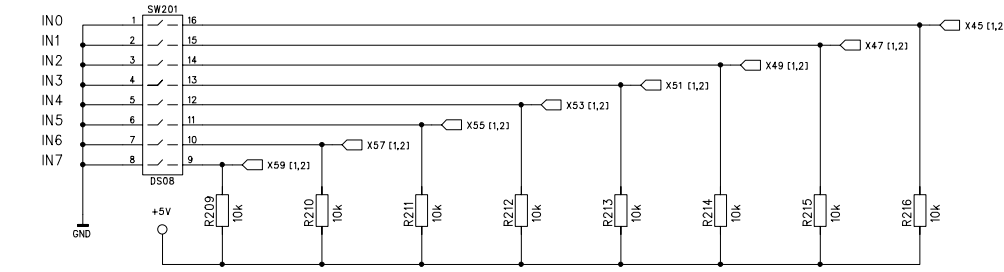 SW201
IN0 1 16 X45 [1,2
IN1 2 15 X47 [1,2]
IN2 3 14 X49 [1,2]
IN3 4 13 X51 [1,2]
IN4 5 12 X53 [1,2]
IN5 6 11 X55 [1,2]
IN6 7 10 X57 [1,2]
IN7 8 9 X59 [1,2]
DS08
+5V
GND
R209 10k
R210 10k
R211 10k
R212 10k
R213 10k
R214 10k
R215 10k
R216 10k